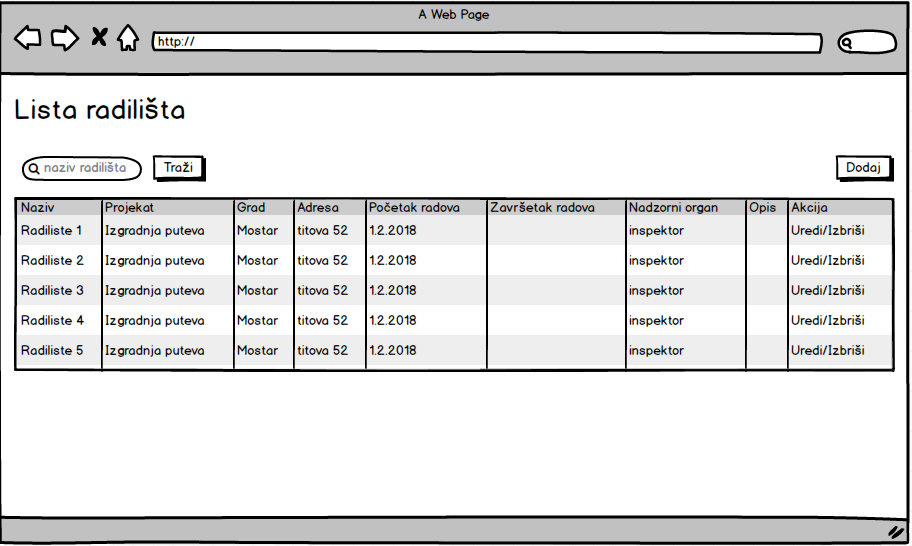 A Web Page
http://
Lista radilišta
naziv radilišta Traži Dodaj
Naziv Projekat Grad Adresa Početak radova Završetak radova Nadzorni organ Opis Akcija
Radiliste 1 Izgradnja puteva Mostar titova 52 1.2.2018 inspektor Uredi/Izbriši
Radiliste 2 Izgradnja puteva Mostar titova 52 1.2.2018 inspektor Uredi/Izbriši
Radiliste 3 Izgradnja puteva Mostar titova 52 1.2.2018 inspektor Uredi/Izbriši
Radiliste 4 Izgradnja puteva Mostar titova 52 1.2.2018 inspektor Uredi/Izbriši
Radiliste 5 Izgradnja puteva Mostar titova 52 1.2.2018 inspektor Uredi/Izbriši